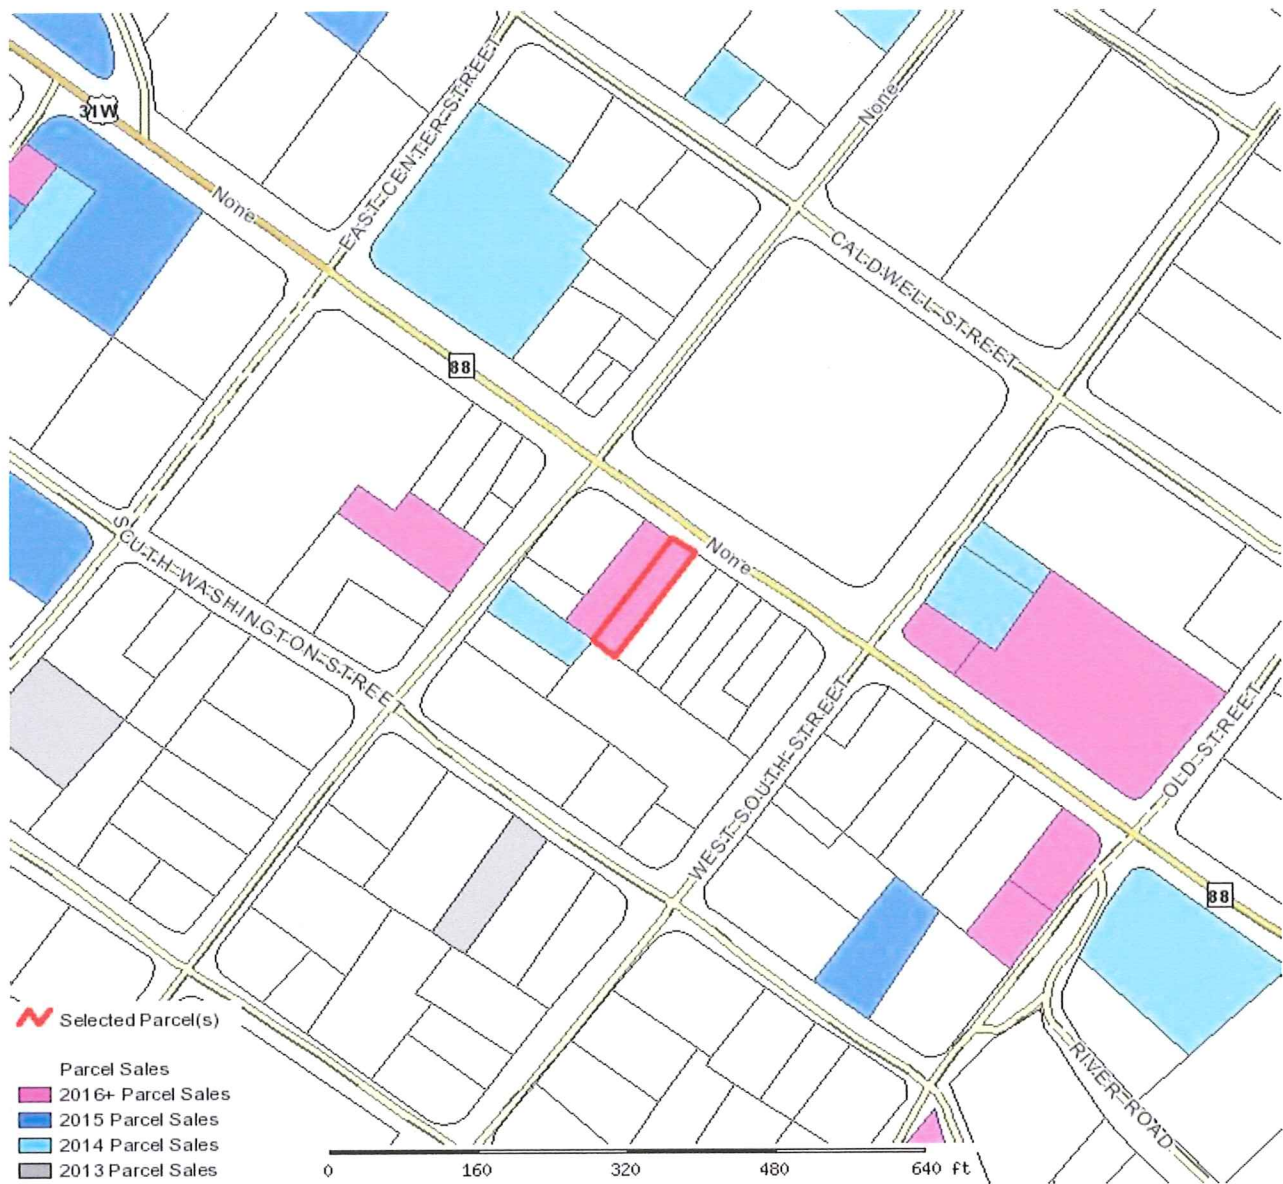 31W
None
EAST CENTER STREET
None
CALDWELL STREET
88
None
SOUTH WASHINGTON STREE
WEST SOUTH STREET
OLD STREET
88
RIVER ROAD
Selected Parcel(s)
Parcel Sales
2016+ Parcel Sales
2015 Parcel Sales
2014 Parcel Sales
2013 Parcel Sales
0 160 320 480 640 ft